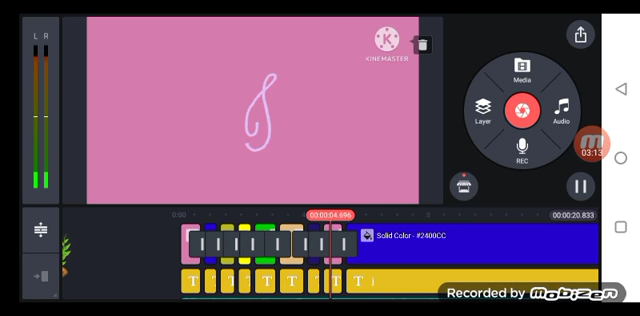 L R
K
KINEMASTER
Media
Layer
Audio
REC
03:13
0:00
00:00:04.696
00:00:20.833
Solid Color - #2400CC
T T T T T T T T T J
Recorded by MOBIZEN